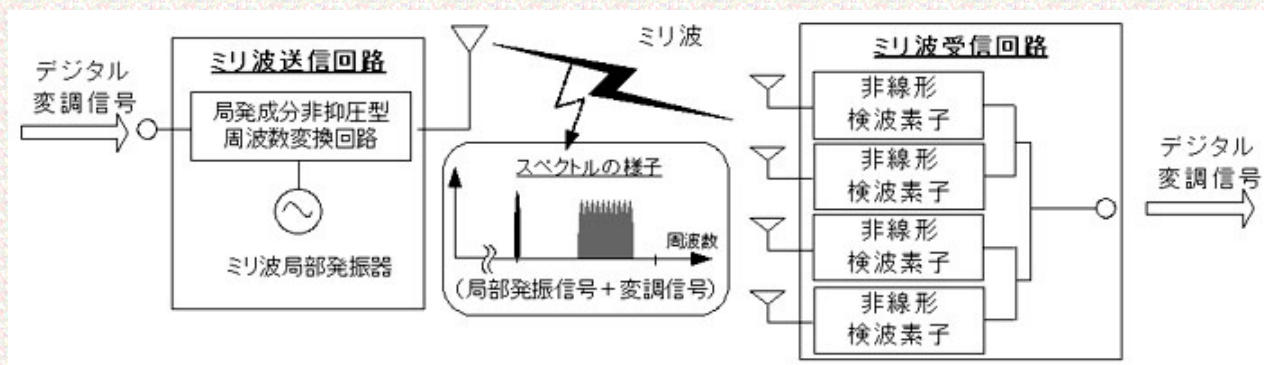 デジタル
変調信号
ミリ波送信回路
局発成分非抑圧型
周波数変換回路
ミリ波局部発振器
ミリ波
スペクトルの様子
周波数
(局部発振信号+変調信号)
ミリ波受信回路
非線形
検波素子
非線形
検波素子
非線形
検波素子
非線形
検波素子
デジタル
変調信号